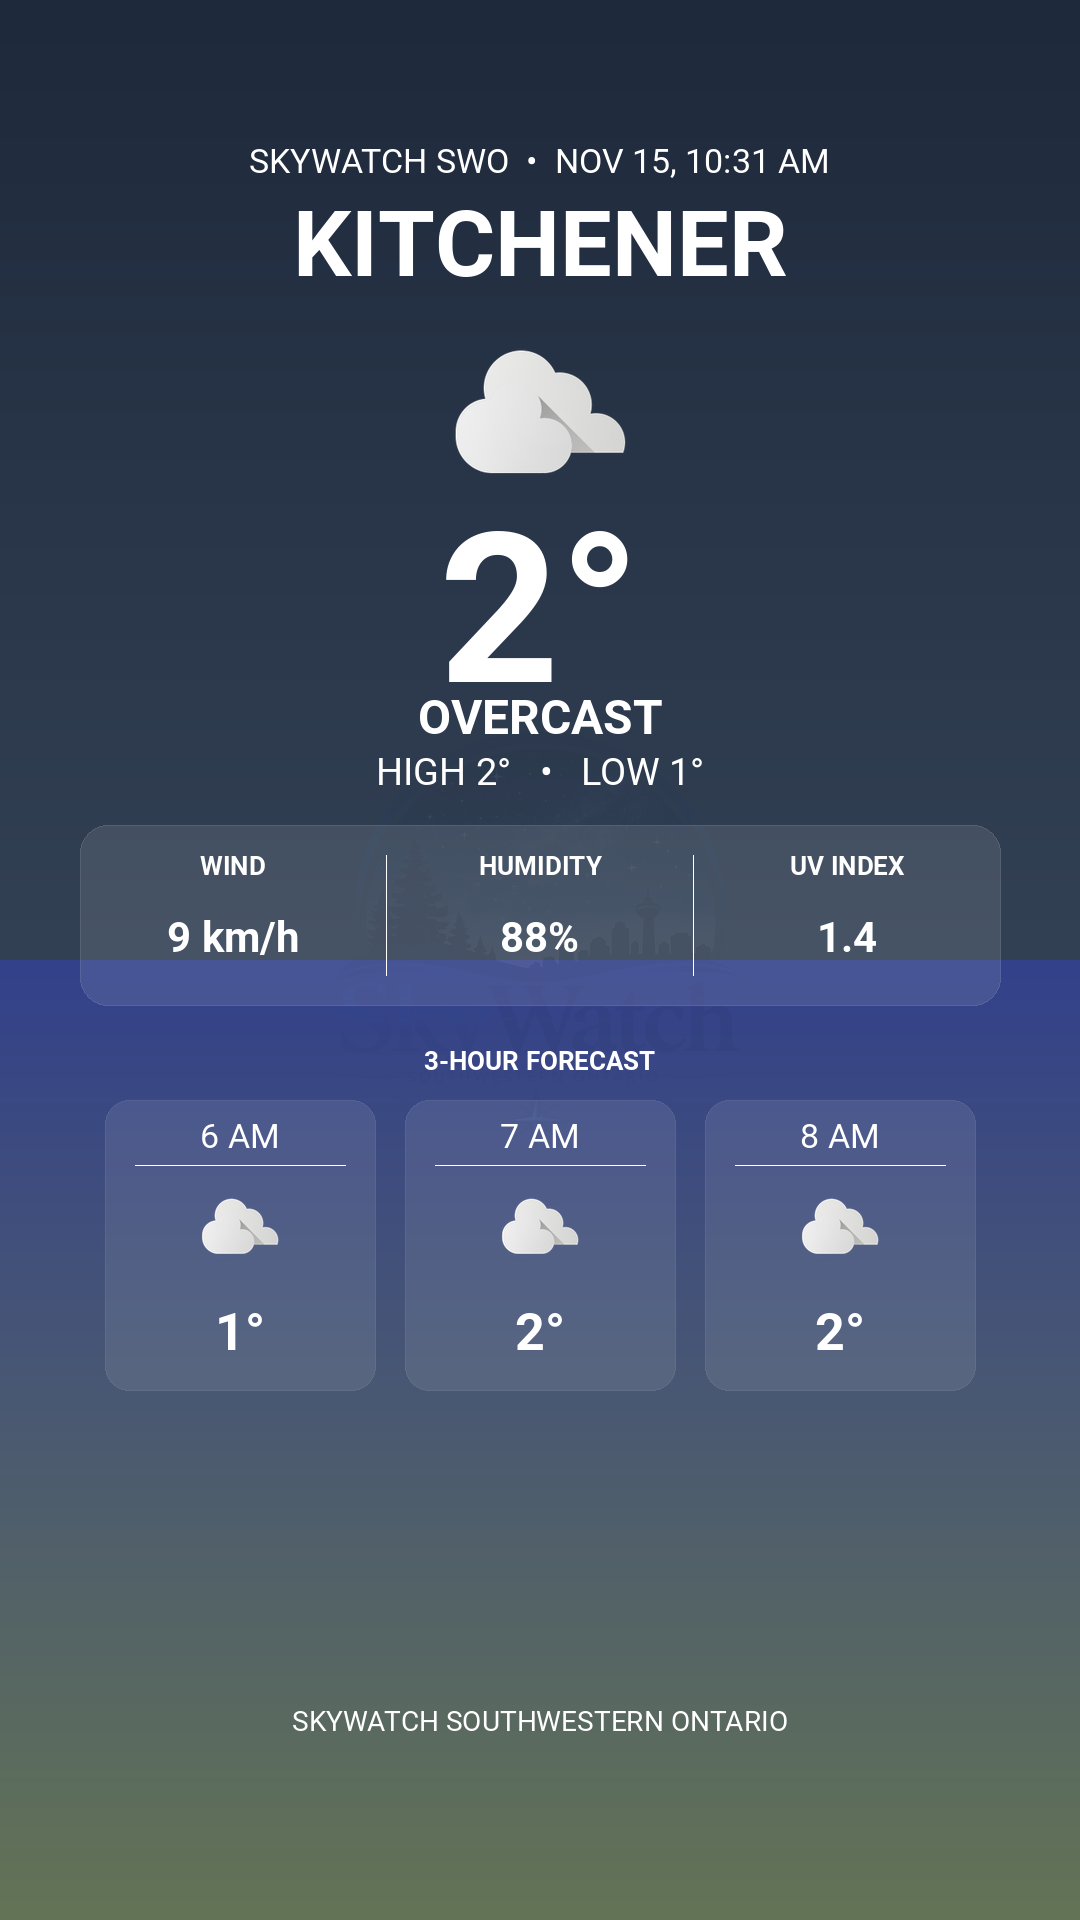 SKYWATCH SWO • NOV 15, 10:31 AM
KITCHENER
2°
OVERCAST
HIGH 2° • LOW 1°
WIND HUMIDITY UV INDEX
9 km/h 88% 1.4
SkyWatch
3-HOUR FORECAST
6 AM 7 AM 8 AM
1° 2° 2°
SKYWATCH SOUTHWESTERN ONTARIO